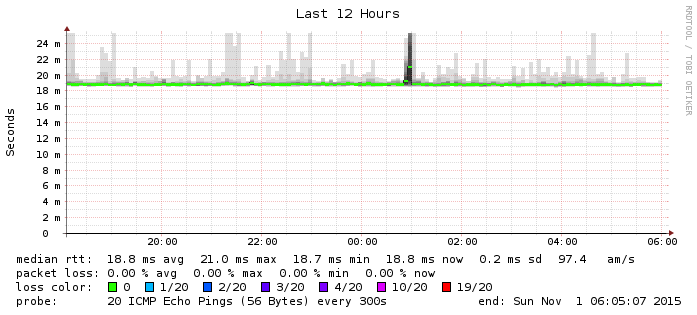 Last 12 Hours
RRDTOOL / TOBI OETIKER
Seconds
24 m
22 m
20 m
18 m
16 m
14 m
12 m
10 m
8 m
6 m
4 m
2 m
0
20:00 22:00 00:00 02:00 04:00 06:00
median rtt: 18.8 ms avg 21.0 ms max 18.7 ms min 18.8 ms now 0.2 ms sd 97.4 am/s
packet loss: 0.00 % avg 0.00 % max 0.00 % min 0.00 % now
loss color: 0 1/20 2/20 3/20 4/20 10/20 19/20
probe: 20 ICMP Echo Pings (56 Bytes) every 300s end: Sun Nov 1 06:05:07 2015